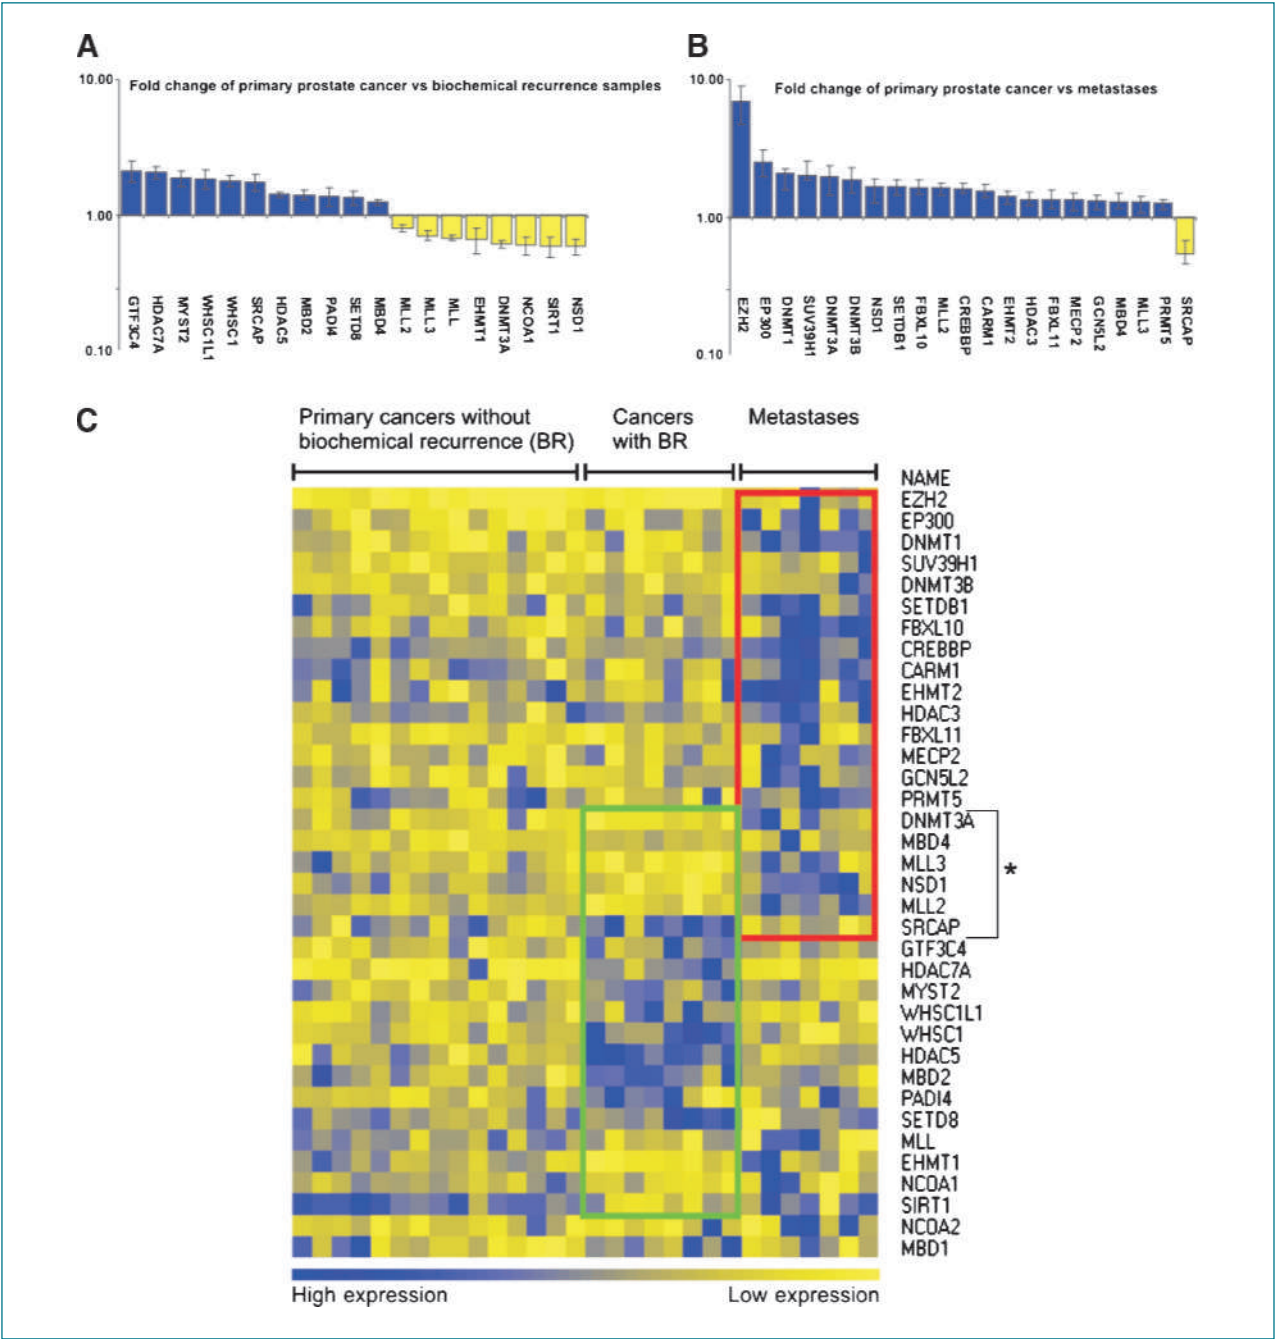 A
Fold change of primary prostate cancer vs biochemical recurrence samples
10.00
1.00
0.10
GTF3C4
HDAC7A
MYST2
WHSC1L1
WHSC1
SRCAP
HDAC5
MBD2
PADI4
SETD8
MBD4
MLL2
MLL3
MLL
EHMT1
DNMT3A
NCOA1
SIRT1
NSD1
B
Fold change of primary prostate cancer vs metastases
10.00
1.00
0.10
EZH2
EP300
DNMT1
SUV39H1
DNMT3A
DNMT3B
NSD1
SETDB1
FBXL10
MLL2
CREBBP
CARM1
EHMT2
HDAC3
FBXL11
MECP2
GCN5L2
MBD4
MLL3
PRMT5
SRCAP
C
Primary cancers without
biochemical recurrence (BR)
Cancers
with BR
Metastases
NAME
EZH2
EP300
DNMT1
SUV39H1
DNMT3B
SETDB1
FBXL10
CREBBP
CARM1
EHMT2
HDAC3
FBXL11
MECP2
GCN5L2
PRMT5
DNMT3A
MBD4
MLL3
NSD1
MLL2
SRCAP
*
GTF3C4
HDAC7A
MYST2
WHSC1L1
WHSC1
HDAC5
MBD2
PADI4
SETD8
MLL
EHMT1
NCOA1
SIRT1
NCOA2
MBD1
High expression
Low expression